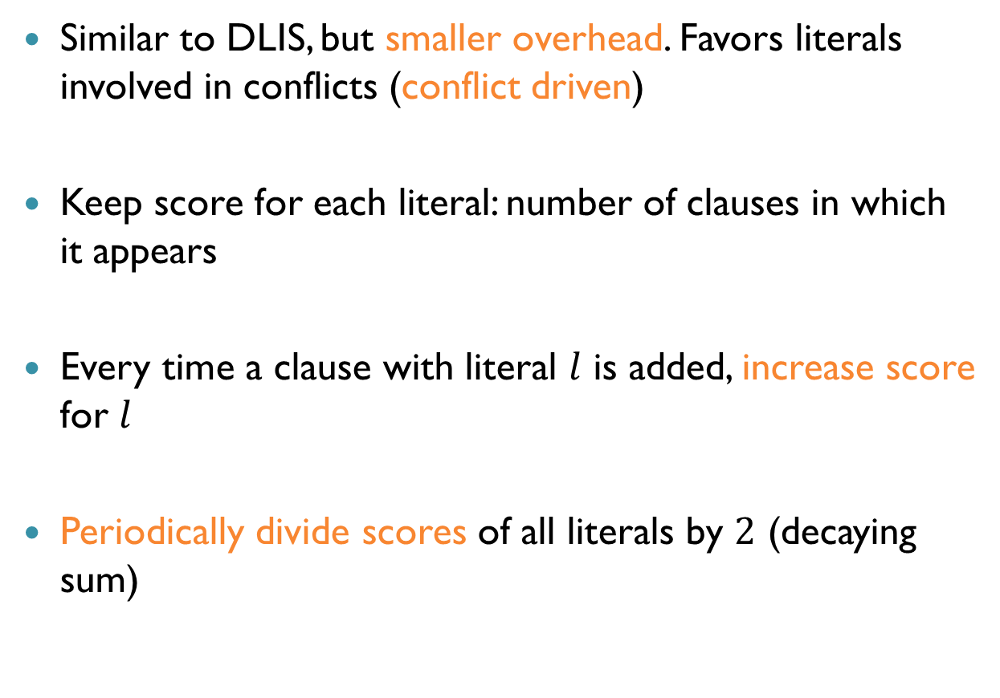 • Similar to DLIS, but smaller overhead. Favors literals
involved in conflicts (conflict driven)
• Keep score for each literal: number of clauses in which
it appears
• Every time a clause with literal 𝑙 is added, increase score
for 𝑙
• Periodically divide scores of all literals by 2 (decaying
sum)